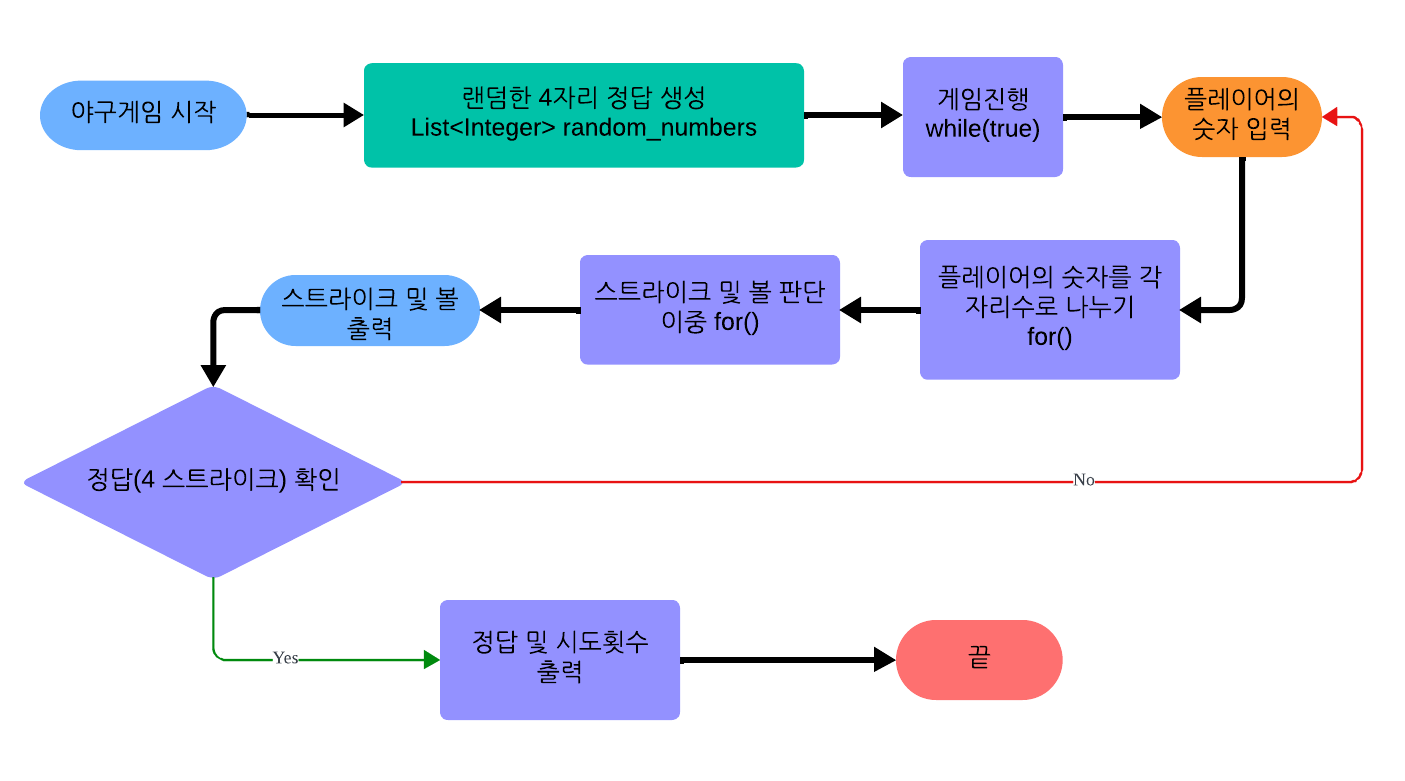 야구게임 시작
랜덤한 4자리 정답 생성
List<Integer> random_numbers
게임진행
while(true)
플레이어의
숫자 입력
플레이어의 숫자를 각
자리수로 나누기
for()
스트라이크 및 볼 판단
이중 for()
스트라이크 및 볼
출력
정답(4 스트라이크) 확인
No
Yes
정답 및 시도횟수
출력
끝